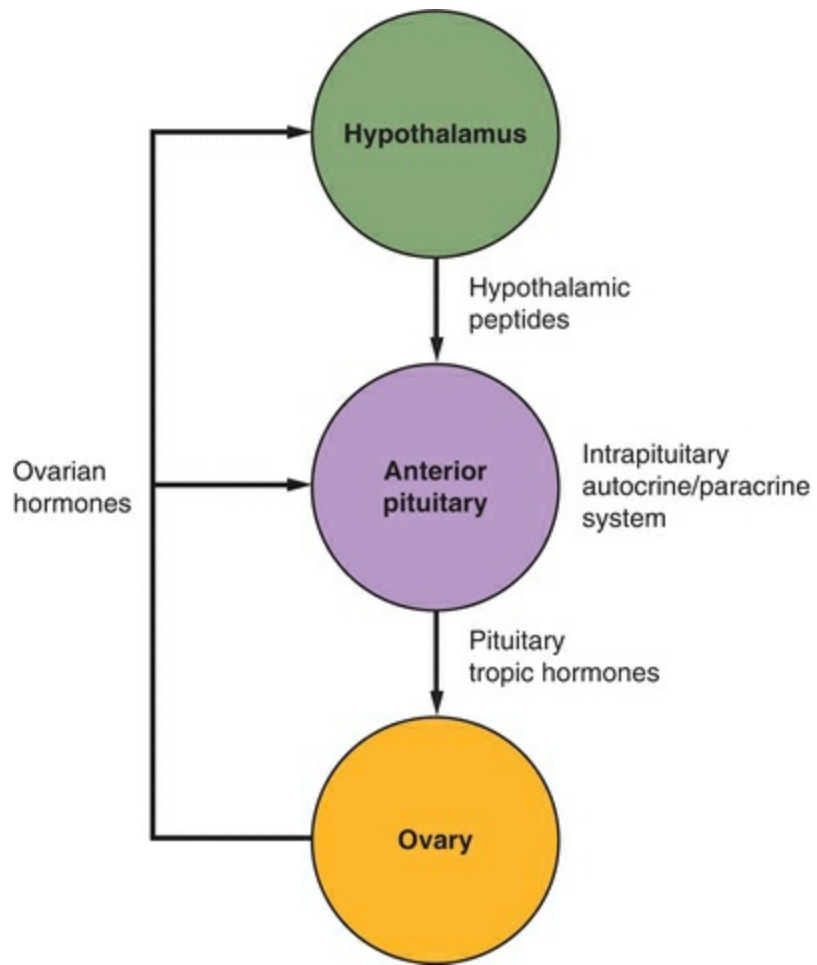 Hypothalamus
Hypothalamic
peptides
Anterior
pituitary
Intrapituitary
autocrine/paracrine
system
Ovarian
hormones
Pituitary
tropic hormones
Ovary